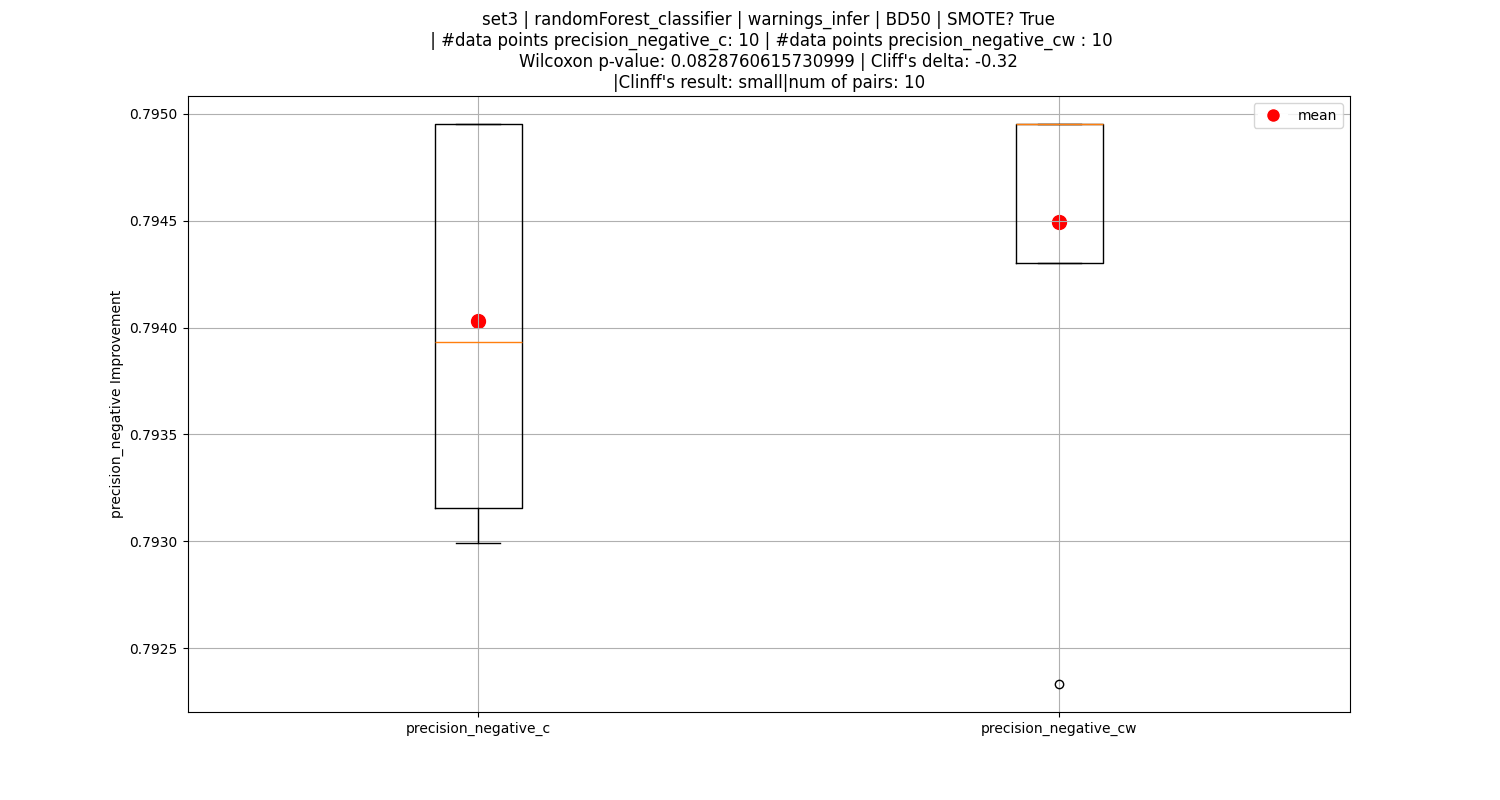 set3 | randomForest_classifier | warnings_infer | BD50 | SMOTE? True
| #data points precision_negative_c: 10 | #data points precision_negative_cw : 10
Wilcoxon p-value: 0.0828760615730999 | Cliff's delta: -0.32
|Clinff's result: small|num of pairs: 10
mean
0.7950
0.7945
0.7940
0.7935
0.7930
0.7925
precision_negative Improvement
precision_negative_c
precision_negative_cw